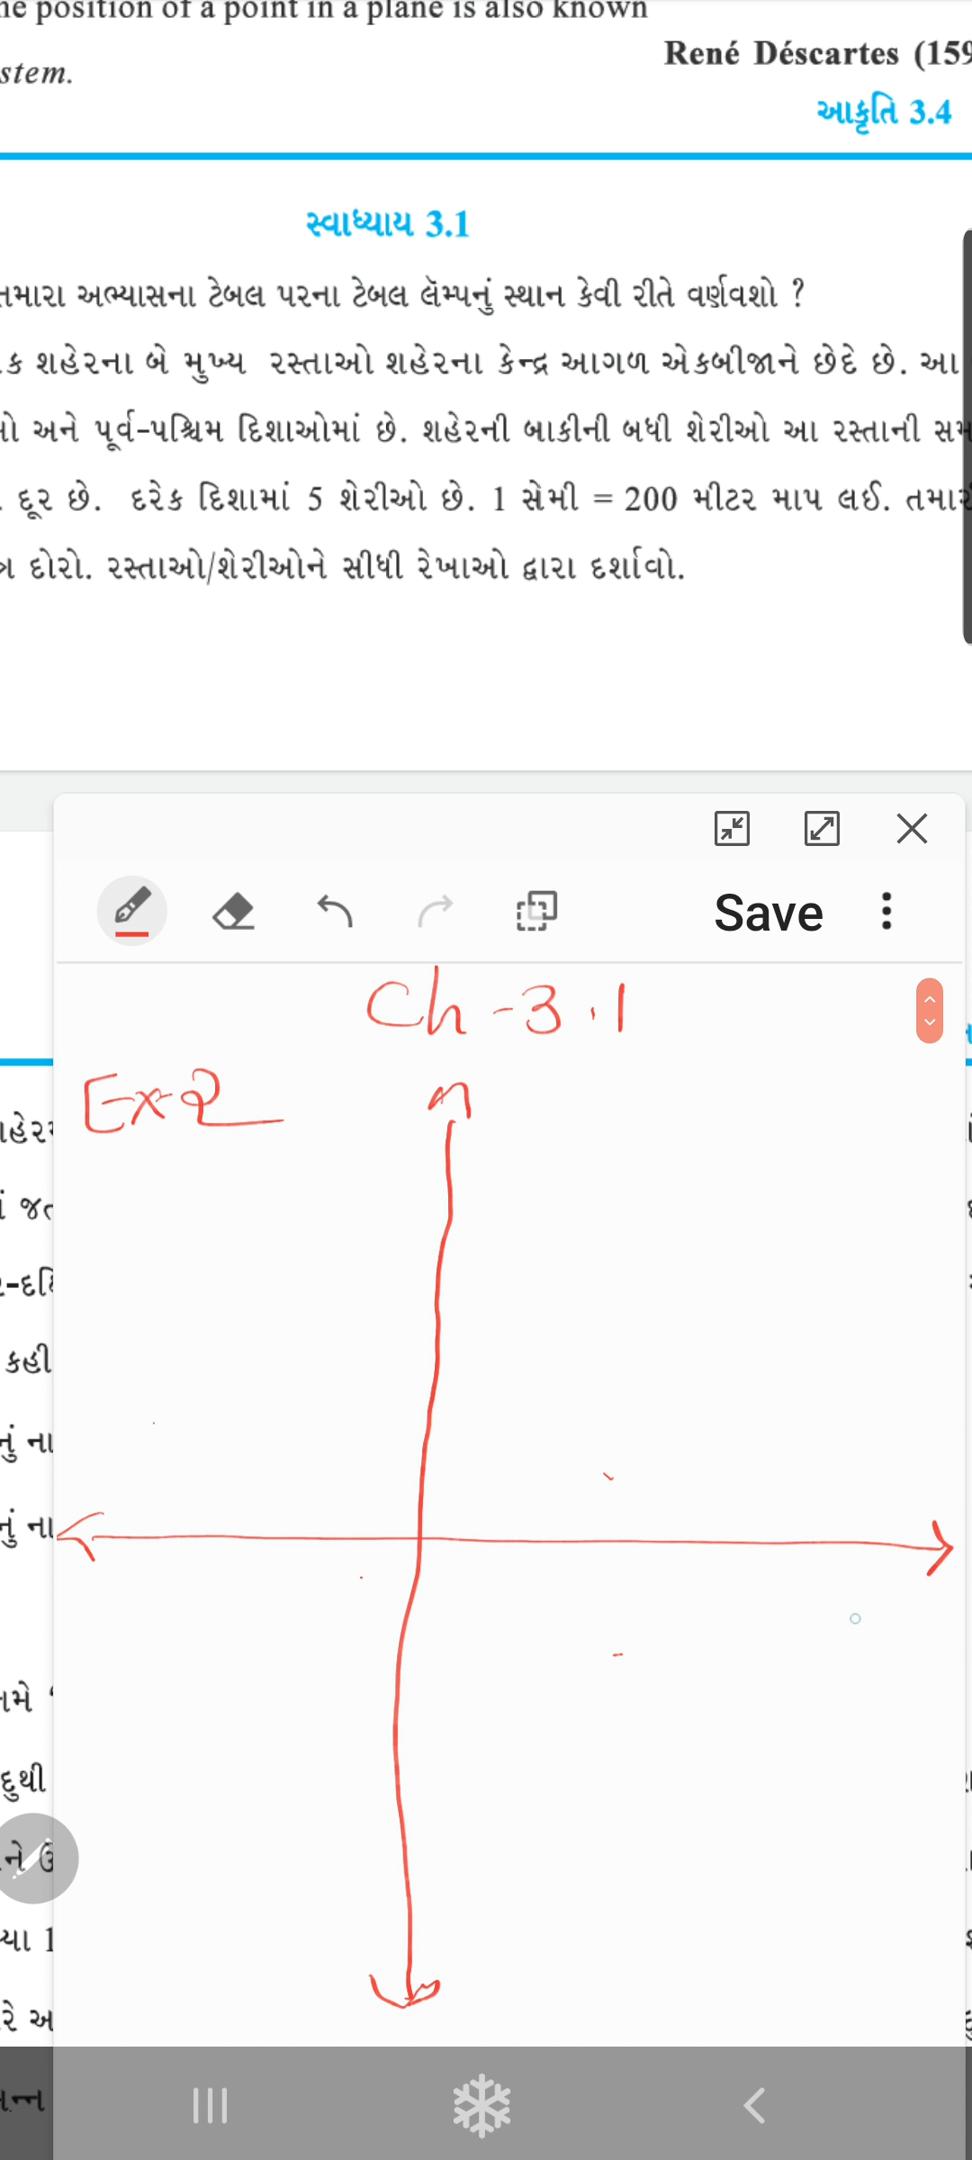 position of a point in a plane is also known
stem.
René Déscartes (159
આકૃતિ 3.4
સ્વાધ્યાય 3.1
તમારા અભ્યાસના ટેબલ પરના ટેબલ લૅમ્પનું સ્થાન કેવી રીતે વર્ણવશો ?
શહેરના બે મુખ્ય રસ્તાઓ શહેરના કેન્દ્ર આગળ એકબીજાને છેદે છે. આ
અને પૂર્વ-પશ્ચિમ દિશાઓમાં છે. શહેરની બાકીની બધી શેરીઓ આ રસ્તાની
દૂર છે. દરેક દિશામાં 5 શેરીઓ છે. 1 સેમી = 200 મીટર માપ લઈ.
દોરો. રસ્તાઓ/શેરીઓને સીધી રેખાઓ દ્વારા દર્શાવો.
Save
Ch - 3.1
Ex-2
કહી